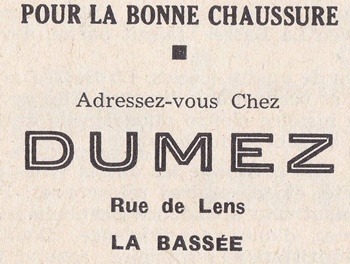 POUR LA BONNE CHAUSSURE
Adressez-vous Chez
DUMEZ
Rue de Lens
LA BASSÉE